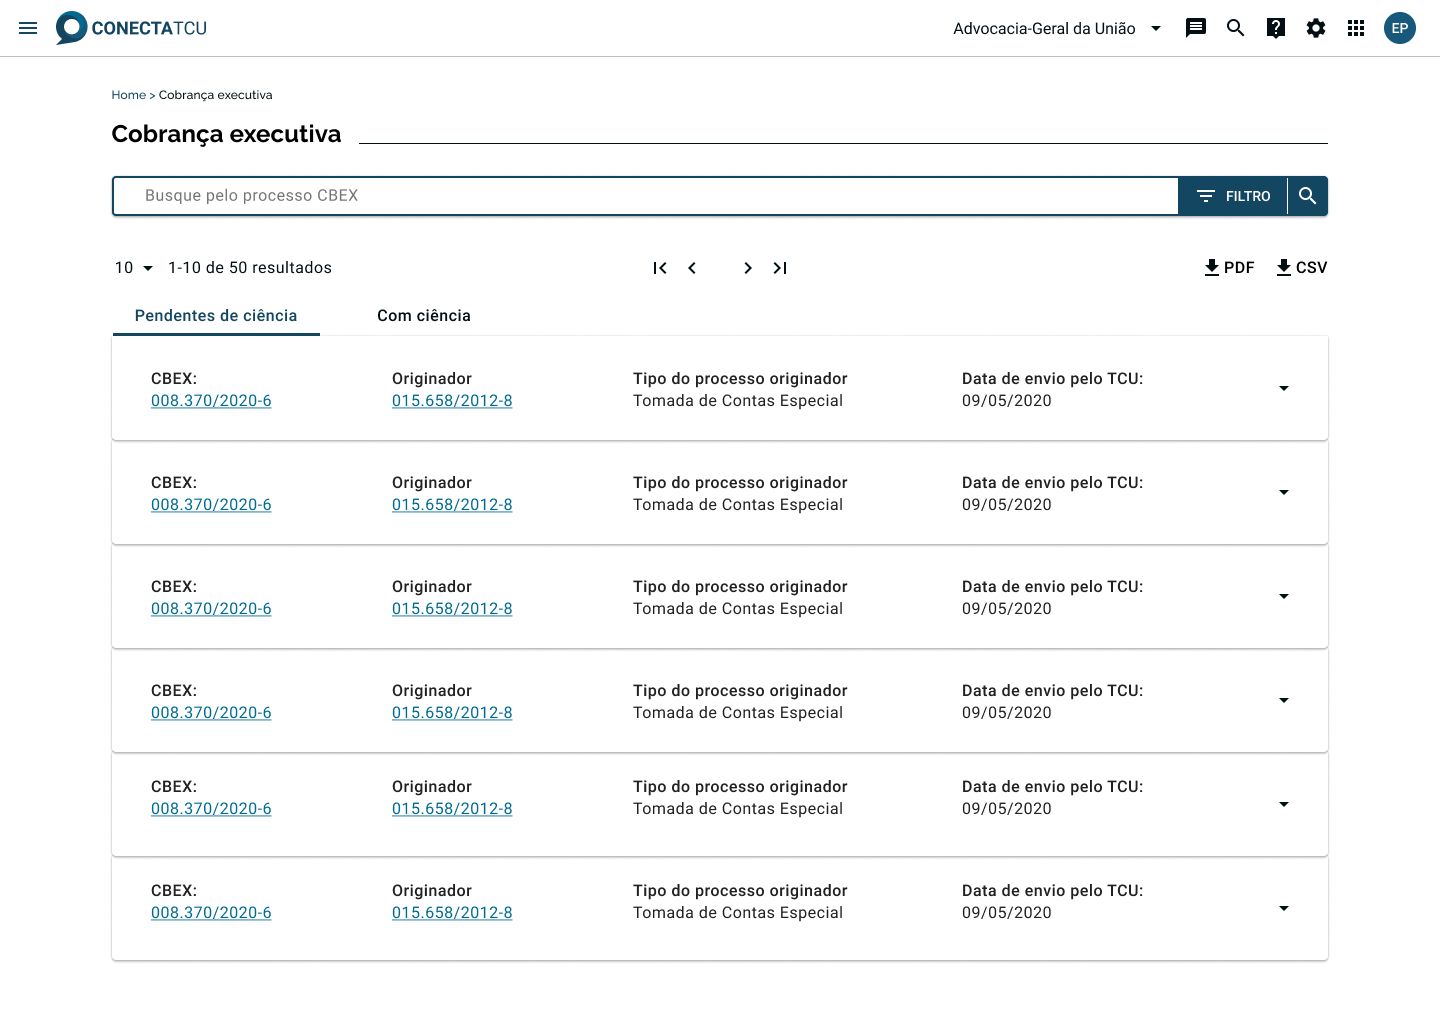 CONECTATCU
Advocacia-Geral da União
EP
Home > Cobrança executiva
Cobrança executiva
Busque pelo processo CBEX
FILTRO
10
1-10 de 50 resultados
PDF
CSV
Pendentes de ciência
Com ciência
CBEX: Originador Tipo do processo originador Data de envio pelo TCU:
008.370/2020-6 015.658/2012-8 Tomada de Contas Especial 09/05/2020
CBEX: Originador Tipo do processo originador Data de envio pelo TCU:
008.370/2020-6 015.658/2012-8 Tomada de Contas Especial 09/05/2020
CBEX: Originador Tipo do processo originador Data de envio pelo TCU:
008.370/2020-6 015.658/2012-8 Tomada de Contas Especial 09/05/2020
CBEX: Originador Tipo do processo originador Data de envio pelo TCU:
008.370/2020-6 015.658/2012-8 Tomada de Contas Especial 09/05/2020
CBEX: Originador Tipo do processo originador Data de envio pelo TCU:
008.370/2020-6 015.658/2012-8 Tomada de Contas Especial 09/05/2020
CBEX: Originador Tipo do processo originador Data de envio pelo TCU:
008.370/2020-6 015.658/2012-8 Tomada de Contas Especial 09/05/2020